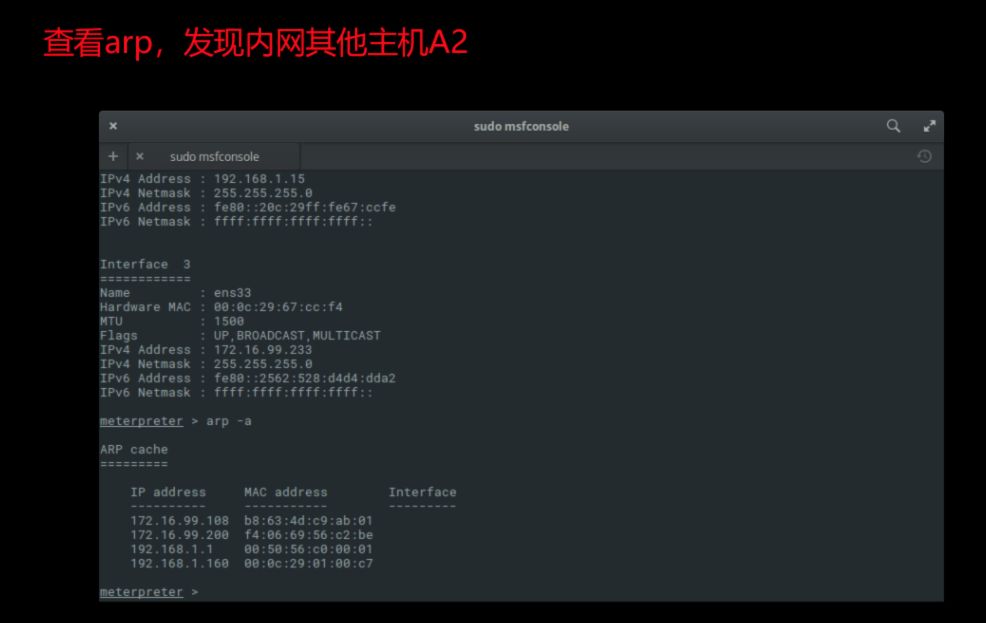 查看arp，发现内网其他主机A2
sudo msfconsole
sudo msfconsole
IPv4 Address : 192.168.1.15
IPv4 Netmask : 255.255.255.0
IPv6 Address : fe80::20c:29ff:fe67:ccfe
IPv6 Netmask : ffff:ffff:ffff:ffff::
Interface  3
============
Name         : ens33
Hardware MAC : 00:0c:29:67:cc:f4
MTU          : 1500
Flags        : UP,BROADCAST,MULTICAST
IPv4 Address : 172.16.99.233
IPv4 Netmask : 255.255.255.0
IPv6 Address : fe80::2562:528:d4d4:dda2
IPv6 Netmask : ffff:ffff:ffff:ffff::
meterpreter > arp -a
ARP cache
=========
IP address     MAC address        Interface
----------     -----------        ---------
172.16.99.108  b8:63:4d:c9:ab:01
172.16.99.200  f4:06:69:56:c2:be
192.168.1.1    00:50:56:c0:00:01
192.168.1.160  00:0c:29:01:00:c7
meterpreter >